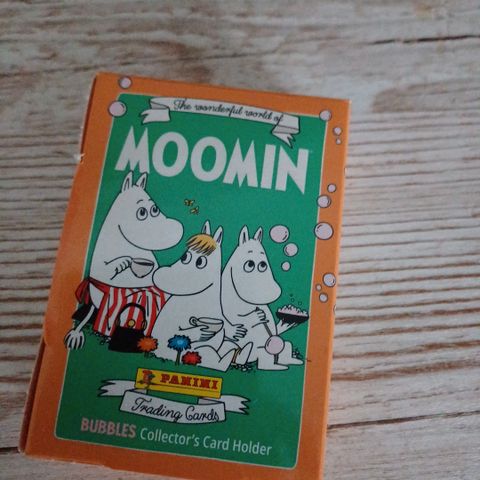 The wonderful world of
MOOMIN
PANINI
Trading Cards
BUBBLES Collector's Card Holder